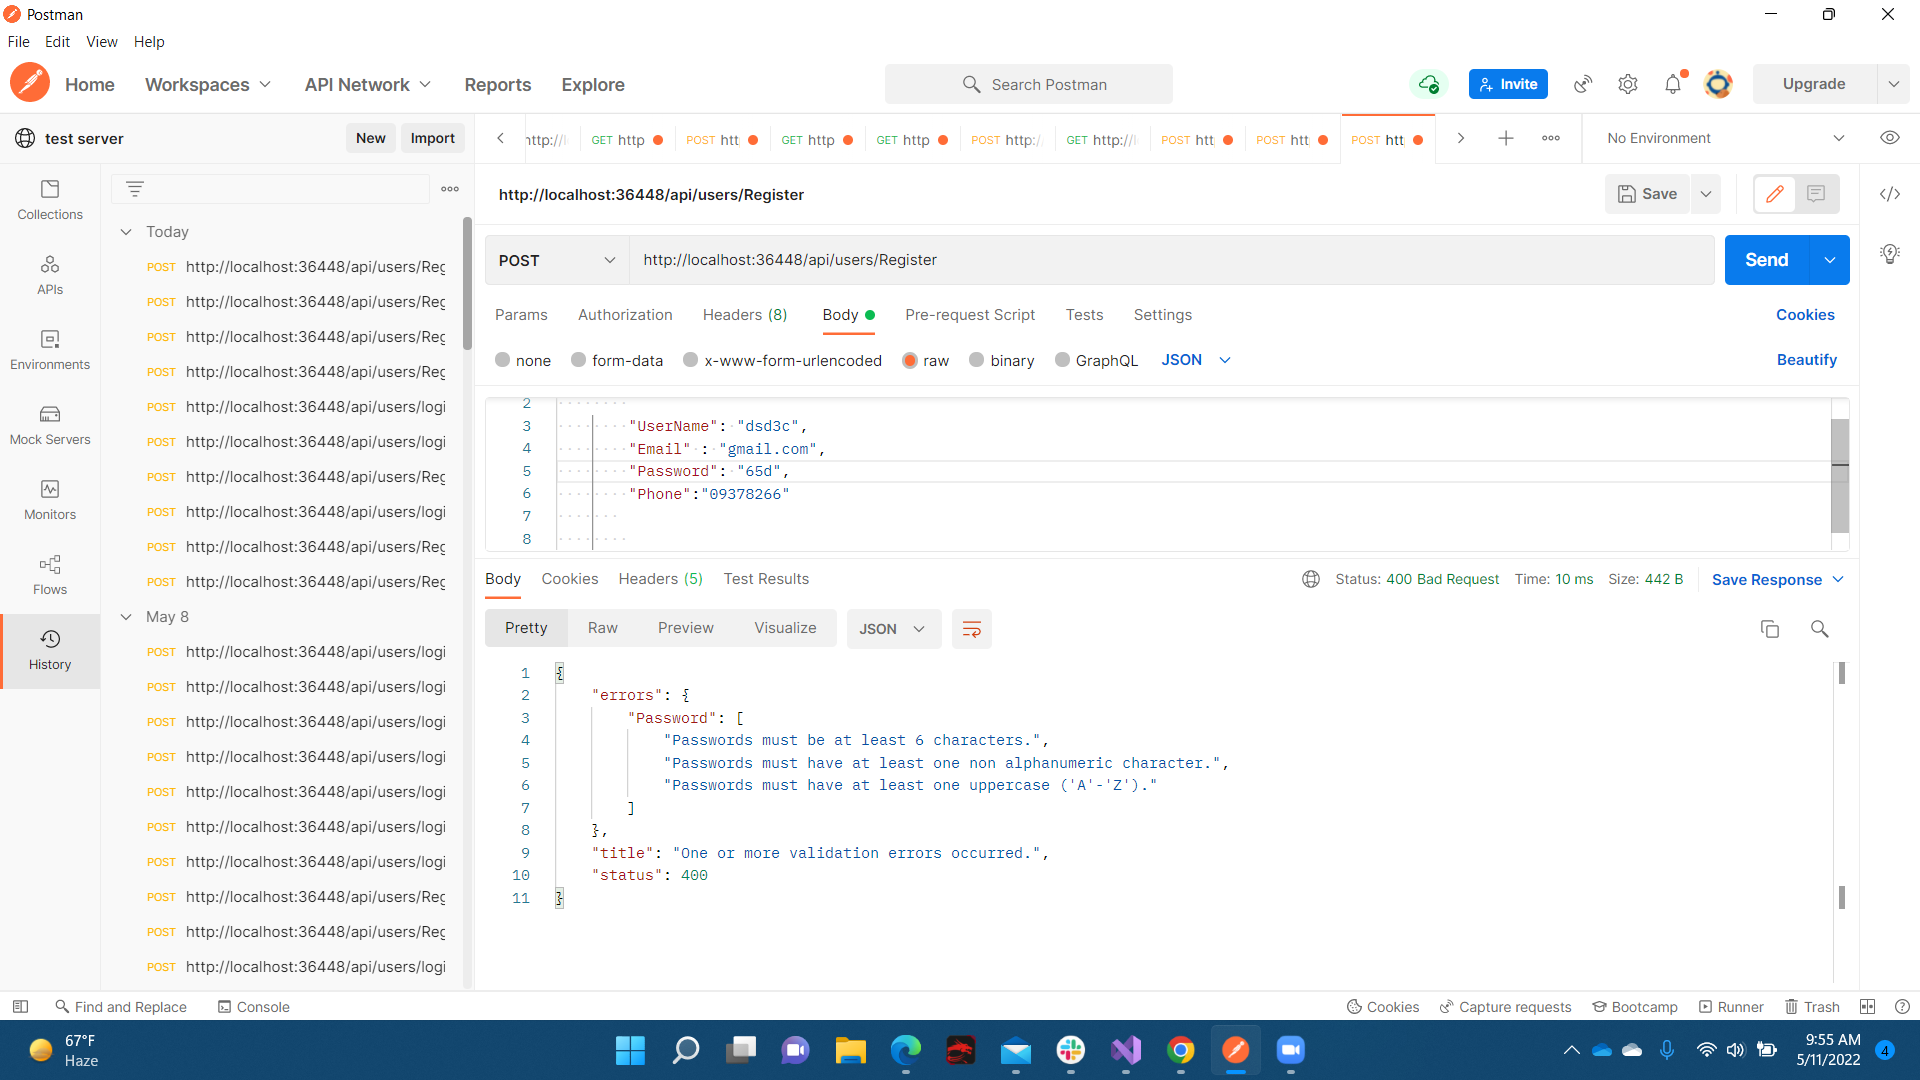 Postman
File Edit View Help
Home Workspaces API Network Reports Explore Search Postman Invite Upgrade
test server New Import GET http POST htt GET http GET http POST http:/ GET http:// POST htt POST htt POST htt No Environment
http://localhost:36448/api/users/Register Save
Collections
APIs
Environments
Mock Servers
Monitors
Flows
History
Today
POST http://localhost:36448/api/users/Reg
POST http://localhost:36448/api/users/Reg
POST http://localhost:36448/api/users/Reg
POST http://localhost:36448/api/users/Reg
POST http://localhost:36448/api/users/logi
POST http://localhost:36448/api/users/logi
POST http://localhost:36448/api/users/Reg
POST http://localhost:36448/api/users/logi
POST http://localhost:36448/api/users/Reg
POST http://localhost:36448/api/users/Reg
May 8
POST http://localhost:36448/api/users/logi
POST http://localhost:36448/api/users/logi
POST http://localhost:36448/api/users/logi
POST http://localhost:36448/api/users/logi
POST http://localhost:36448/api/users/logi
POST http://localhost:36448/api/users/logi
POST http://localhost:36448/api/users/logi
POST http://localhost:36448/api/users/Reg
POST http://localhost:36448/api/users/Reg
POST http://localhost:36448/api/users/logi
POST http://localhost:36448/api/users/Register Send
Params Authorization Headers (8) Body Pre-request Script Tests Settings Cookies
none form-data x-www-form-urlencoded raw binary GraphQL JSON Beautify
2
3 "UserName": "dsd3c",
4 "Email" : "gmail.com",
5 "Password": "65d",
6 "Phone":"09378266"
7
8
Body Cookies Headers (5) Test Results Status: 400 Bad Request Time: 10 ms Size: 442 B Save Response
Pretty Raw Preview Visualize JSON
1 {
2 "errors": {
3 "Password": [
4 "Passwords must be at least 6 characters.",
5 "Passwords must have at least one non alphanumeric character.",
6 "Passwords must have at least one uppercase ('A'-'Z')."
7 ]
8 },
9 "title": "One or more validation errors occurred.",
10 "status": 400
11 }
Find and Replace Console Cookies Capture requests Bootcamp Runner Trash
67°F
Haze
9:55 AM
5/11/2022 4